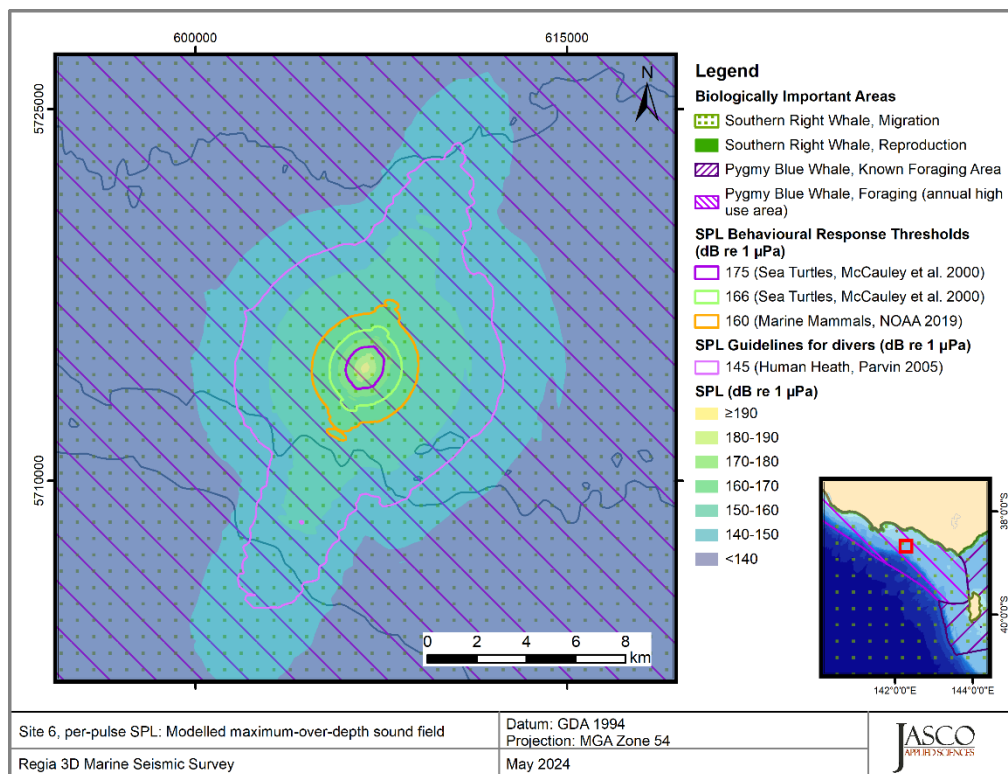 600000
615000
5725000
5710000
N
0 2 4 6 8
km
Legend
Biologically Important Areas
Southern Right Whale, Migration
Southern Right Whale, Reproduction
Pygmy Blue Whale, Known Foraging Area
Pygmy Blue Whale, Foraging (annual high
use area)
SPL Behavioural Response Thresholds
(dB re 1 µPa)
175 (Sea Turtles, McCauley et al. 2000)
166 (Sea Turtles, McCauley et al. 2000)
160 (Marine Mammals, NOAA 2019)
SPL Guidelines for divers (dB re 1 µPa)
145 (Human Heath, Parvin 2005)
SPL (dB re 1 µPa)
≥190
180-190
170-180
160-170
150-160
140-150
<140
38°0'0"S
40°0'0"S
142°0'0"E 144°0'0"E
Site 6, per-pulse SPL: Modelled maximum-over-depth sound field
Datum: GDA 1994
Projection: MGA Zone 54
Regia 3D Marine Seismic Survey
May 2024
JASCO
APPLIED SCIENCES